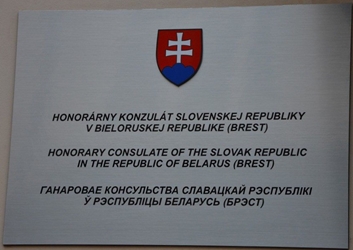 HONORÁRNY KONZULÁT SLOVENSKEJ REPUBLIKY
V BIELORUSKEJ REPUBLIKE (BREST)
HONORARY CONSULATE OF THE SLOVAK REPUBLIC
IN THE REPUBLIC OF BELARUS (BREST)
ГАНАРОВАЕ КОНСУЛЬСТВА СЛАВАЦКАЙ РЭСПУБЛІКІ
Ў РЭСПУБЛІЦЫ БЕЛАРУСЬ (БРЭСТ)